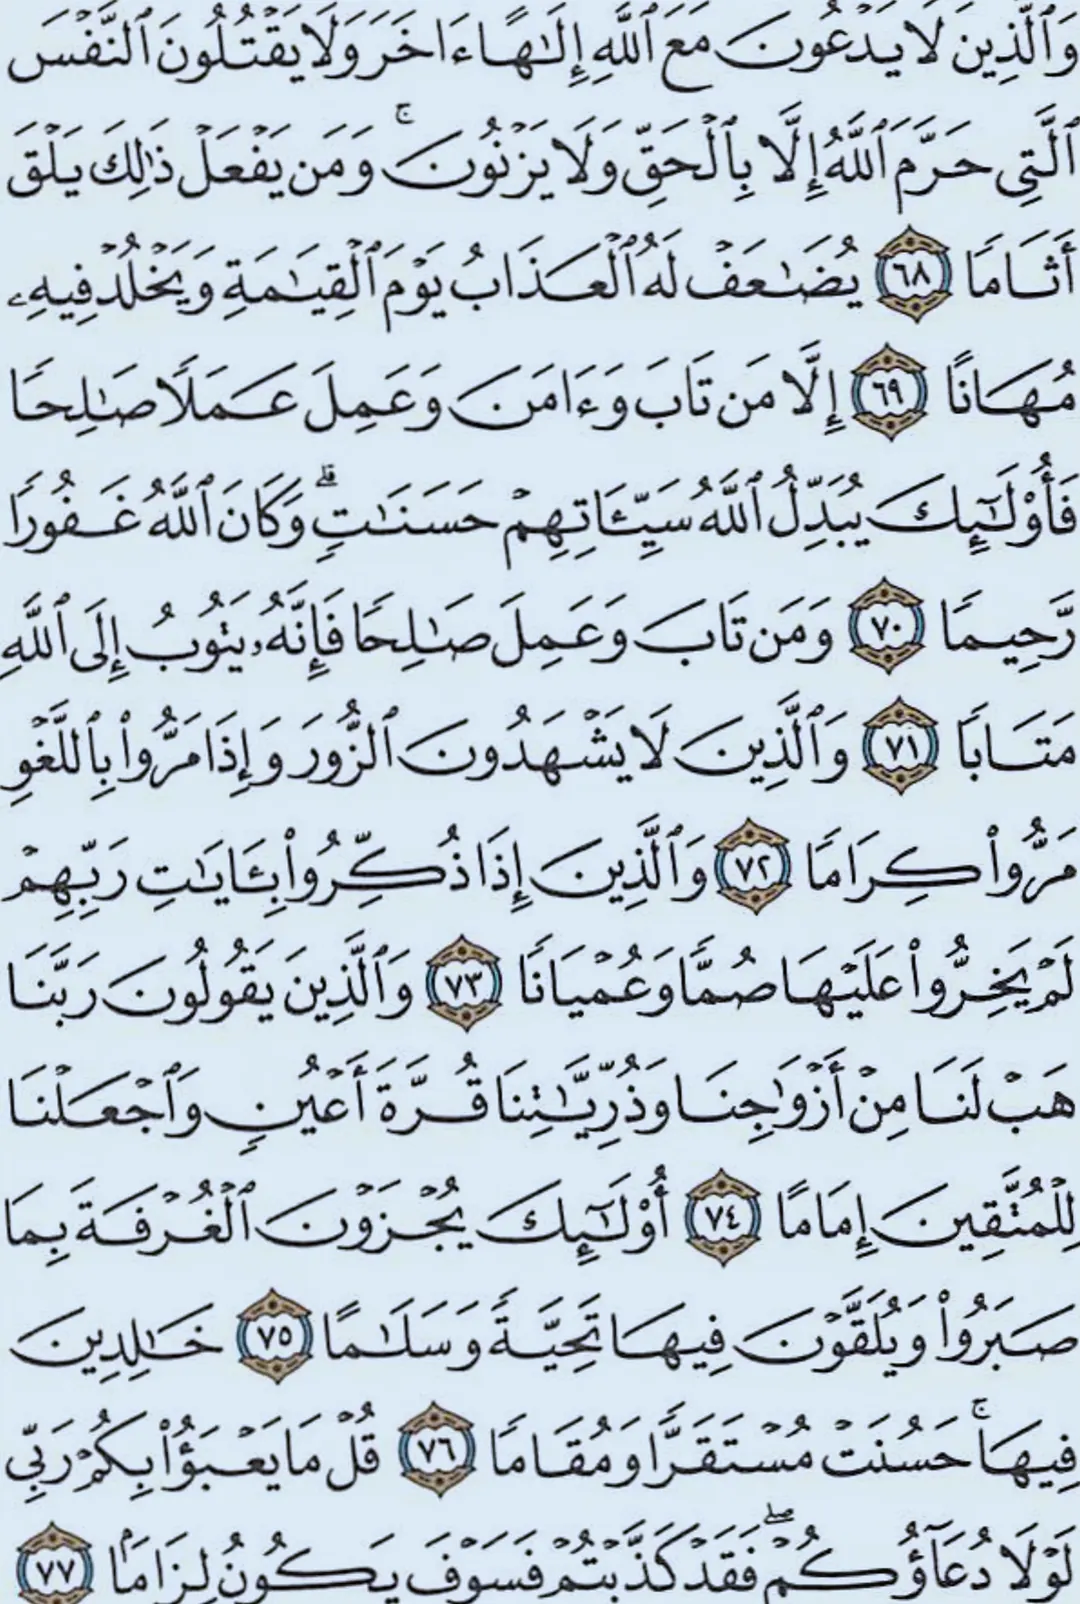 وَٱلَّذِينَ لَا يَدۡعُونَ مَعَ ٱللَّهِ إِلَٰهًا ءَاخَرَ وَلَا يَقۡتُلُونَ ٱلنَّفۡسَ
ٱلَّتِي حَرَّمَ ٱللَّهُ إِلَّا بِٱلۡحَقِّ وَلَا يَزۡنُونَۚ وَمَن يَفۡعَلۡ ذَٰلِكَ يَلۡقَ
أَثَامٗا ٦٨ يُضَٰعَفۡ لَهُ ٱلۡعَذَابُ يَوۡمَ ٱلۡقِيَٰمَةِ وَيَخۡلُدۡ فِيهِۦ
مُهَانًا ٦٩ إِلَّا مَن تَابَ وَءَامَنَ وَعَمِلَ عَمَلٗا صَٰلِحٗا
فَأُوْلَٰٓئِكَ يُبَدِّلُ ٱللَّهُ سَيِّـَٔاتِهِمۡ حَسَنَٰتٖۗ وَكَانَ ٱللَّهُ غَفُورٗا
رَّحِيمٗا ٧٠ وَمَن تَابَ وَعَمِلَ صَٰلِحٗا فَإِنَّهُۥ يَتُوبُ إِلَى ٱللَّهِ
مَتَابٗا ٧١ وَٱلَّذِينَ لَا يَشۡهَدُونَ ٱلزُّورَ وَإِذَا مَرُّواْ بِٱللَّغۡوِ
مَرُّواْ كِرَامٗا ٧٢ وَٱلَّذِينَ إِذَا ذُكِّرُواْ بِـَٔايَٰتِ رَبِّهِمۡ
لَمۡ يَخِرُّواْ عَلَيۡهَا صُمّٗا وَعُمۡيَانٗا ٧٣ وَٱلَّذِينَ يَقُولُونَ رَبَّنَا
هَبۡ لَنَا مِنۡ أَزۡوَٰجِنَا وَذُرِّيَّٰتِنَا قُرَّةَ أَعۡيُنٖ وَٱجۡعَلۡنَا
لِلۡمُتَّقِينَ إِمَامًا ٧٤ أُوْلَٰٓئِكَ يُجۡزَوۡنَ ٱلۡغُرۡفَةَ بِمَا
صَبَرُواْ وَيُلَقَّوۡنَ فِيهَا تَحِيَّةٗ وَسَلَٰمًا ٧٥ خَٰلِدِينَ
فِيهَاۚ حَسُنَتۡ مُسۡتَقَرّٗا وَمُقَامٗا ٧٦ قُلۡ مَا يَعۡبَؤُاْ بِكُمۡ رَبِّي
لَوۡلَا دُعَآؤُكُمۡۖ فَقَدۡ كَذَّبۡتُمۡ فَسَوۡفَ يَكُونُ لِزَامَۢا ٧٧